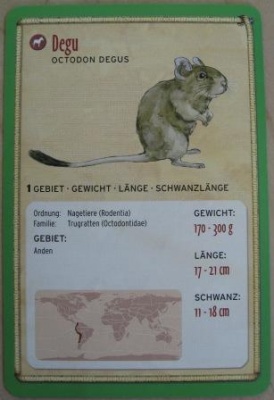 Degu
OCTODON DEGUS
1 GEBIET · GEWICHT · LÄNGE · SCHWANZLÄNGE
Ordnung: Nagetiere (Rodentia)
Familie: Trugratten (Octodontidae)
GEBIET:
Anden
GEWICHT:
170 - 300 g
LÄNGE:
17 - 21 cm
SCHWANZ:
11 - 18 cm